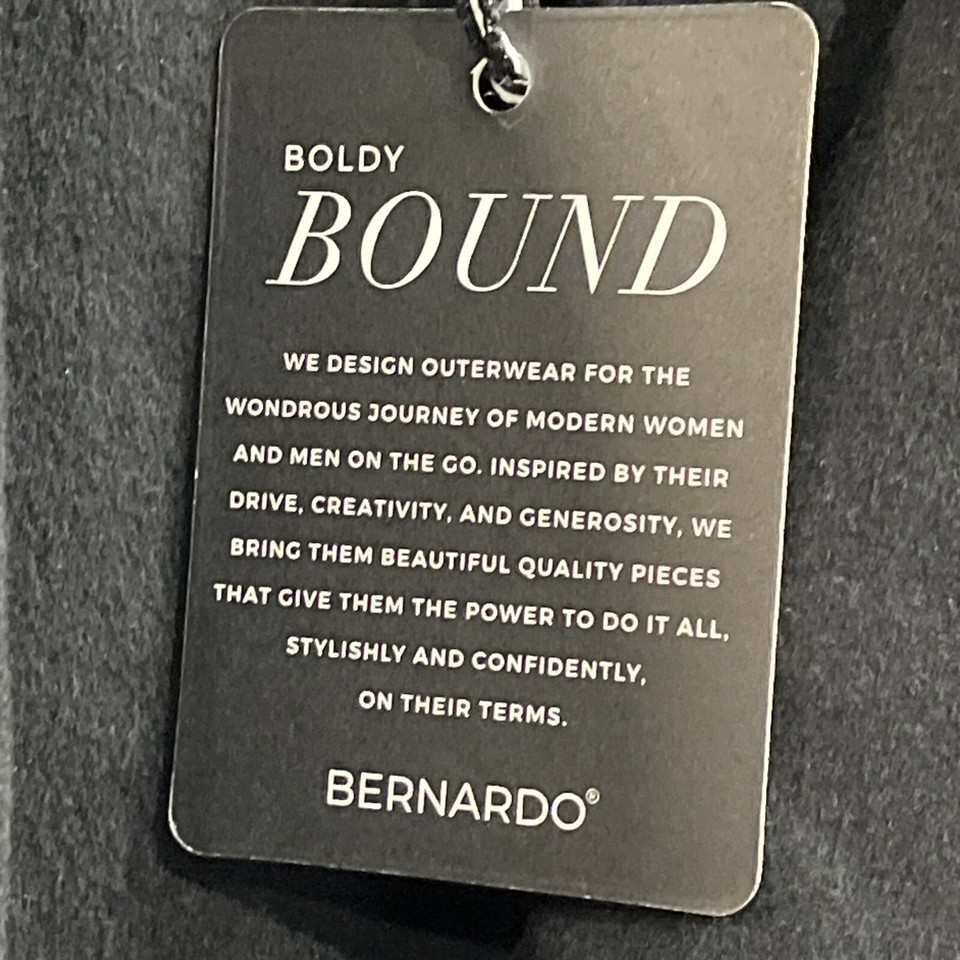 BOLDY
BOUND
WE DESIGN OUTERWEAR FOR THE
WONDROUS JOURNEY OF MODERN WOMEN
AND MEN ON THE GO. INSPIRED BY THEIR
DRIVE, CREATIVITY, AND GENEROSITY, WE
BRING THEM BEAUTIFUL QUALITY PIECES
THAT GIVE THEM THE POWER TO DO IT ALL,
STYLISHLY AND CONFIDENTLY,
ON THEIR TERMS.
BERNARDO®